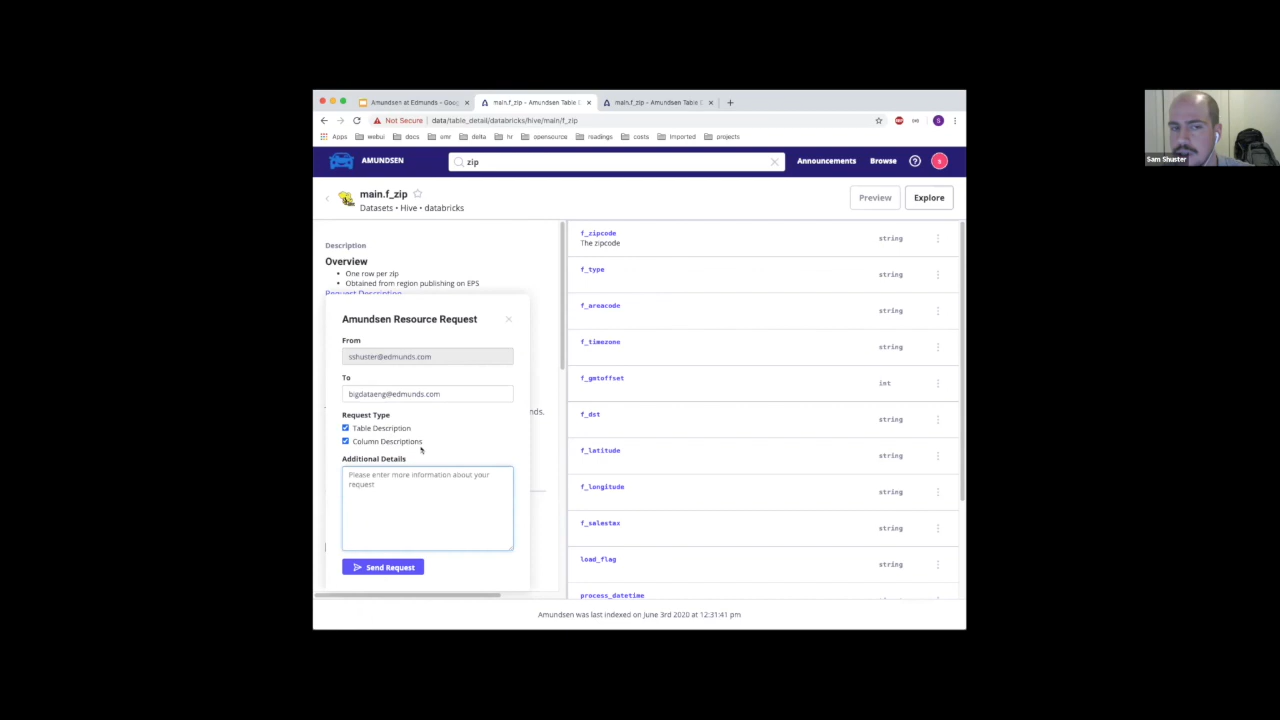 Amundsen at Edmunds - Goog
main.f_zip - Amundsen Table D
main.f_zip - Amundsen Table D
Not Secure
data/table_detail/databricks/hive/main/f_zip
Apps
webui
docs
emr
delta
hr
opensource
readings
costs
Imported
projects
AMUNDSEN
zip
Announcements
Browse
main.f_zip
Datasets • Hive • databricks
Preview
Explore
Description
Overview
• One row per zip
• Obtained from region publishing on EPS
Request Description
Amundsen Resource Request
From
sshuster@edmunds.com
To
bigdataeng@edmunds.com
Request Type
Table Description
Column Descriptions
Additional Details
Please enter more information about your
request
Send Request
nds.
f_zipcode string
The zipcode
f_type string
f_areacode string
f_timezone string
f_gmtoffset int
f_dst string
f_latitude string
f_longitude string
f_salestax string
load_flag string
process_datetime
Amundsen was last indexed on June 3rd 2020 at 12:31:41 pm
Sam Shuster